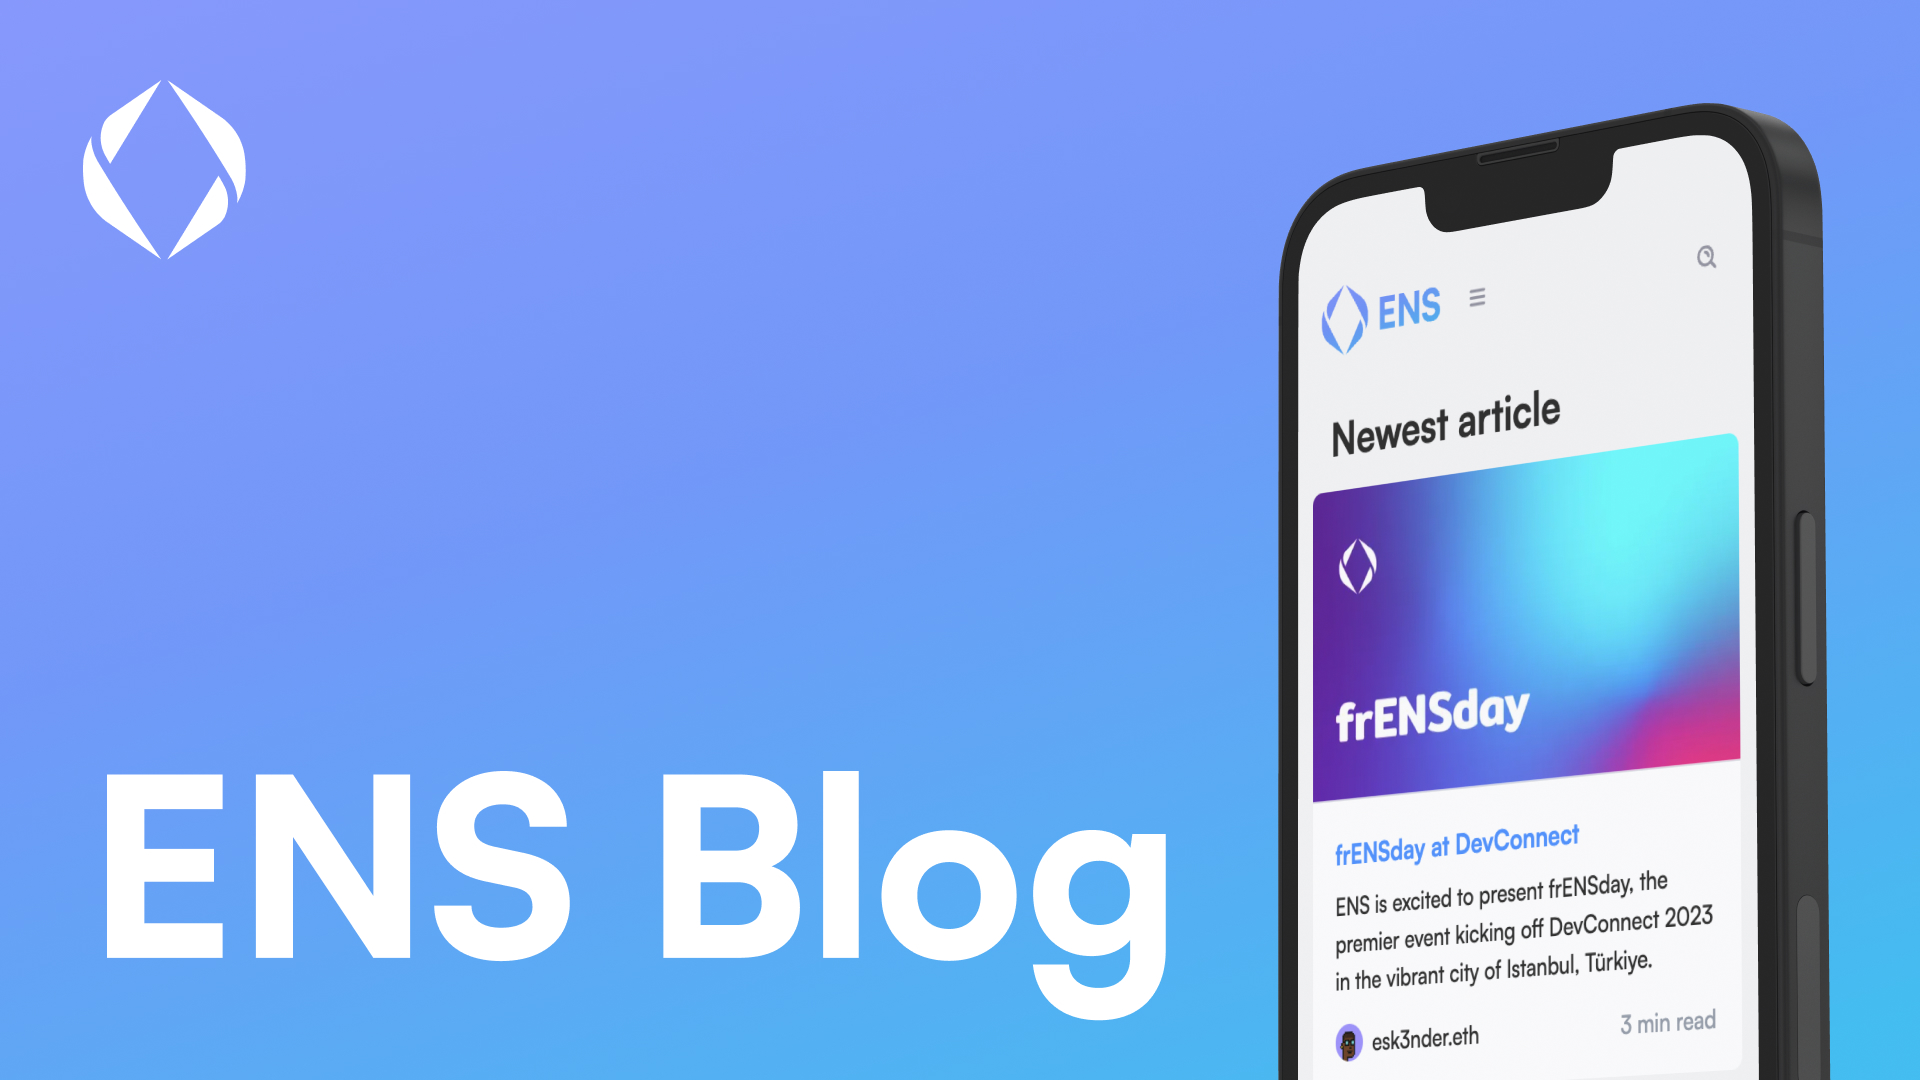 ENS Blog
ENS
Newest article
frENSday
frENSday at DevConnect
ENS is excited to present frENSday, the
premier event kicking off DevConnect 2023
in the vibrant city of Istanbul, Türkiye.
esk3nder.eth
3 min read